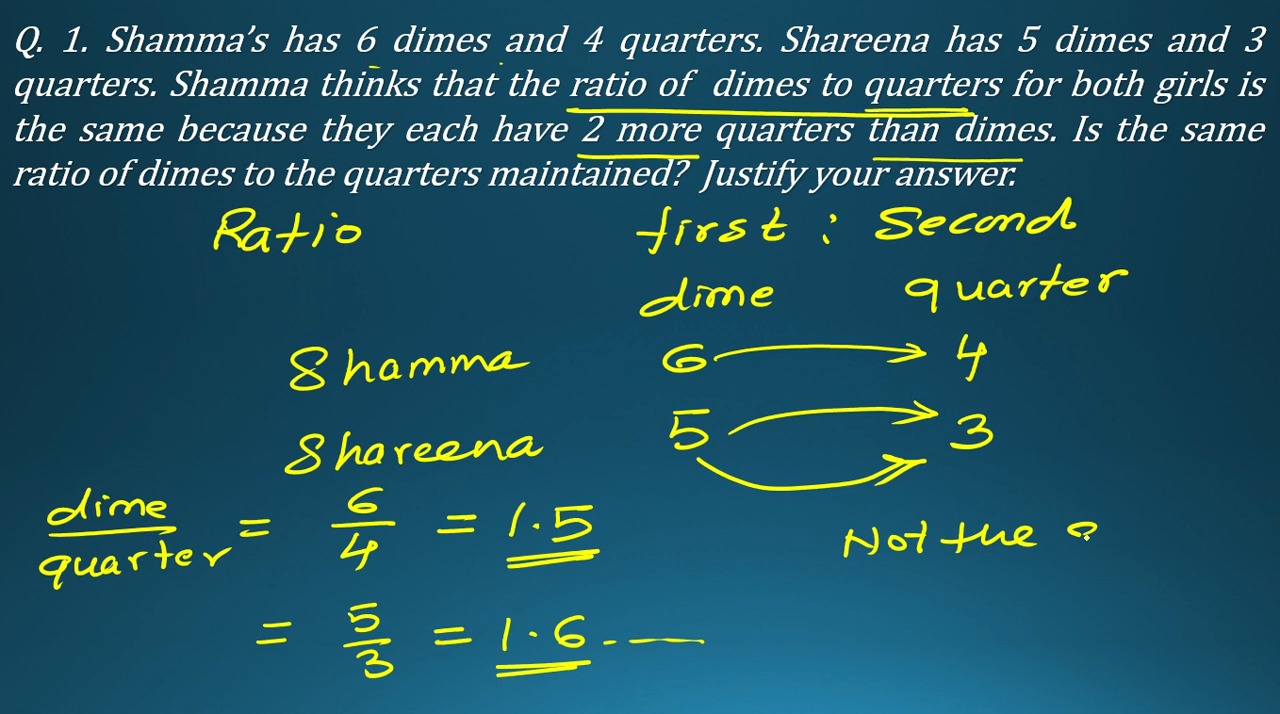 Q. 1. Shamma's has 6 dimes and 4 quarters. Shareena has 5 dimes and 3
quarters. Shamma thinks that the ratio of dimes to quarters for both girls is
the same because they each have 2 more quarters than dimes. Is the same
ratio of dimes to the quarters maintained? Justify your answer.
Ratio first : Second
dime quarter
Shamma 6 → 4
Shareena 5 → 3
dime/quarter = 6/4 = 1.5
Not the
= 5/3 = 1.6...